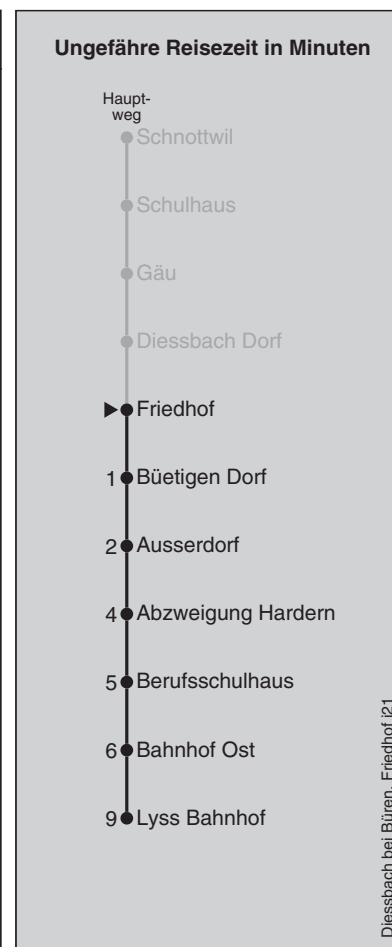 Ungefähre Reisezeit in Minuten
Haupt-
weg
Schnottwil
Schulhaus
Gäu
Diessbach Dorf
Friedhof
1 Büetigen Dorf
2 Ausserdorf
4 Abzweigung Hardern
5 Berufsschulhaus
6 Bahnhof Ost
9 Lyss Bahnhof
Diessbach bei Büren, Friedhof j21